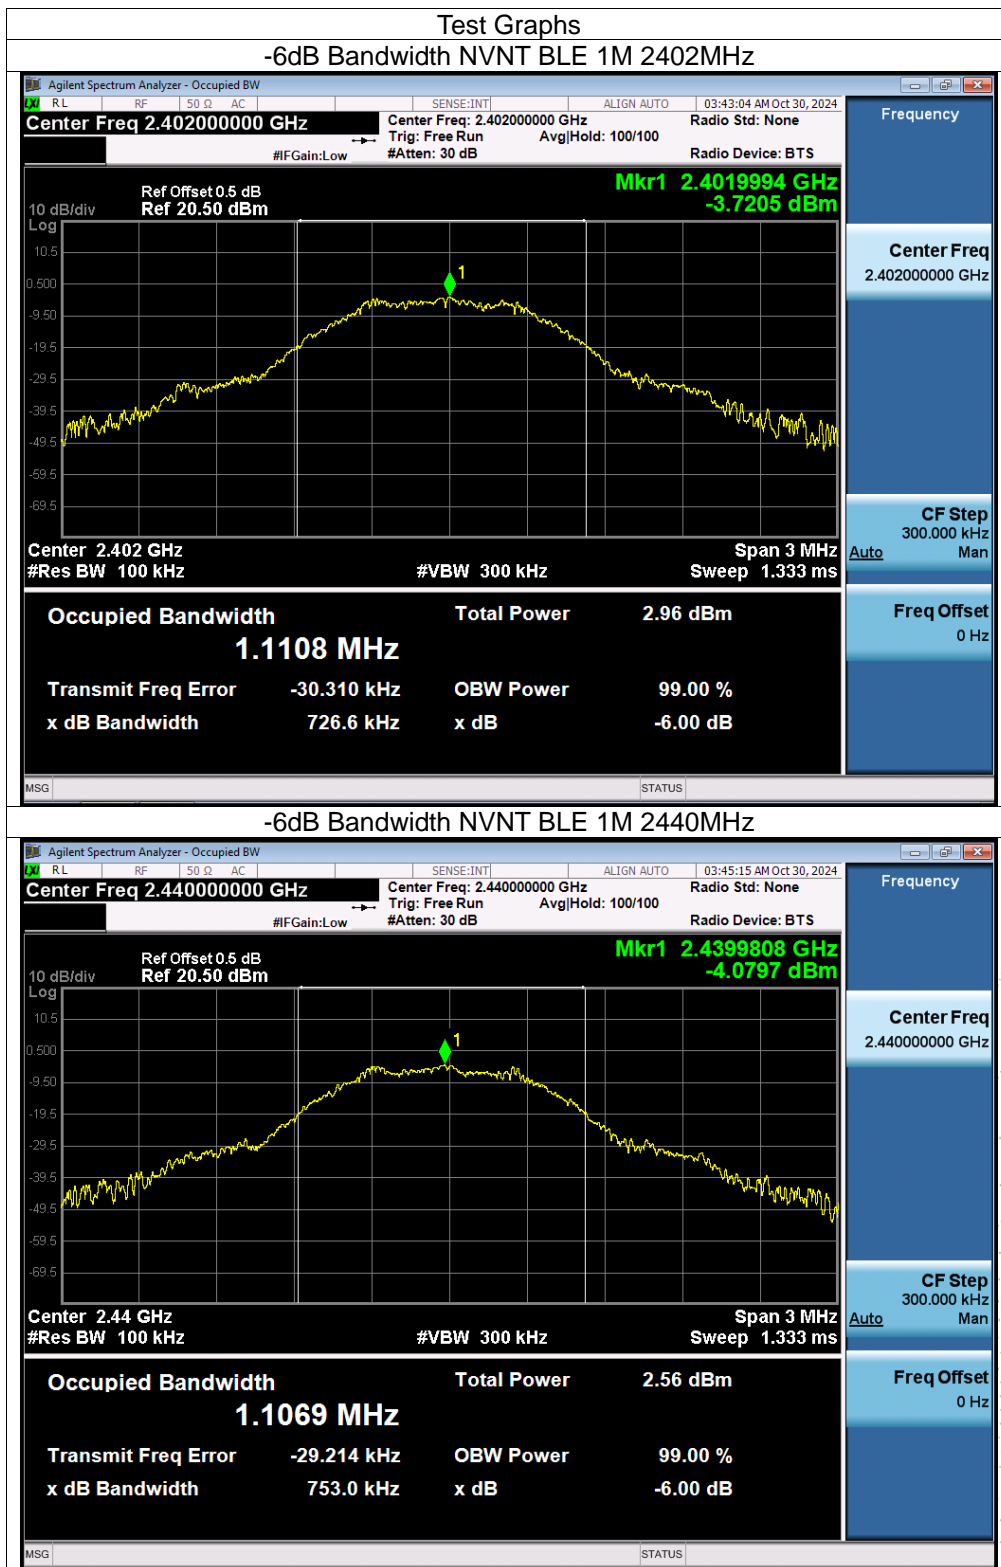 Test Graphs
-6dB Bandwidth NVNT BLE 1M 2402MHz
Agilent Spectrum Analyzer - Occupied BW
LXI RL RF 50 Ω AC SENSE:INT ALIGN AUTO 03:43:04 AM Oct 30, 2024
Center Freq 2.402000000 GHz Center Freq: 2.402000000 GHz Radio Std: None Frequency
Trig: Free Run Avg|Hold: 100/100
#IFGain:Low #Atten: 30 dB Radio Device: BTS
Ref Offset 0.5 dB Mkr1 2.4019994 GHz
10 dB/div Ref 20.50 dBm -3.7205 dBm
Log
10.5
0.500
-9.50
-19.5
-29.5
-39.5
-49.5
-59.5
-69.5
1
Center Freq
2.402000000 GHz
CF Step
300.000 kHz
Auto Man
Freq Offset
0 Hz
Center 2.402 GHz Span 3 MHz
#Res BW 100 kHz #VBW 300 kHz Sweep 1.333 ms
Occupied Bandwidth Total Power 2.96 dBm
1.1108 MHz
Transmit Freq Error -30.310 kHz OBW Power 99.00 %
x dB Bandwidth 726.6 kHz x dB -6.00 dB
MSG STATUS
-6dB Bandwidth NVNT BLE 1M 2440MHz
Agilent Spectrum Analyzer - Occupied BW
LXI RL RF 50 Ω AC SENSE:INT ALIGN AUTO 03:45:15 AM Oct 30, 2024
Center Freq 2.440000000 GHz Center Freq: 2.440000000 GHz Radio Std: None Frequency
Trig: Free Run Avg|Hold: 100/100
#IFGain:Low #Atten: 30 dB Radio Device: BTS
Ref Offset 0.5 dB Mkr1 2.4399808 GHz
10 dB/div Ref 20.50 dBm -4.0797 dBm
Log
10.5
0.500
-9.50
-19.5
-29.5
-39.5
-49.5
-59.5
-69.5
1
Center Freq
2.440000000 GHz
CF Step
300.000 kHz
Auto Man
Freq Offset
0 Hz
Center 2.44 GHz Span 3 MHz
#Res BW 100 kHz #VBW 300 kHz Sweep 1.333 ms
Occupied Bandwidth Total Power 2.56 dBm
1.1069 MHz
Transmit Freq Error -29.214 kHz OBW Power 99.00 %
x dB Bandwidth 753.0 kHz x dB -6.00 dB
MSG STATUS